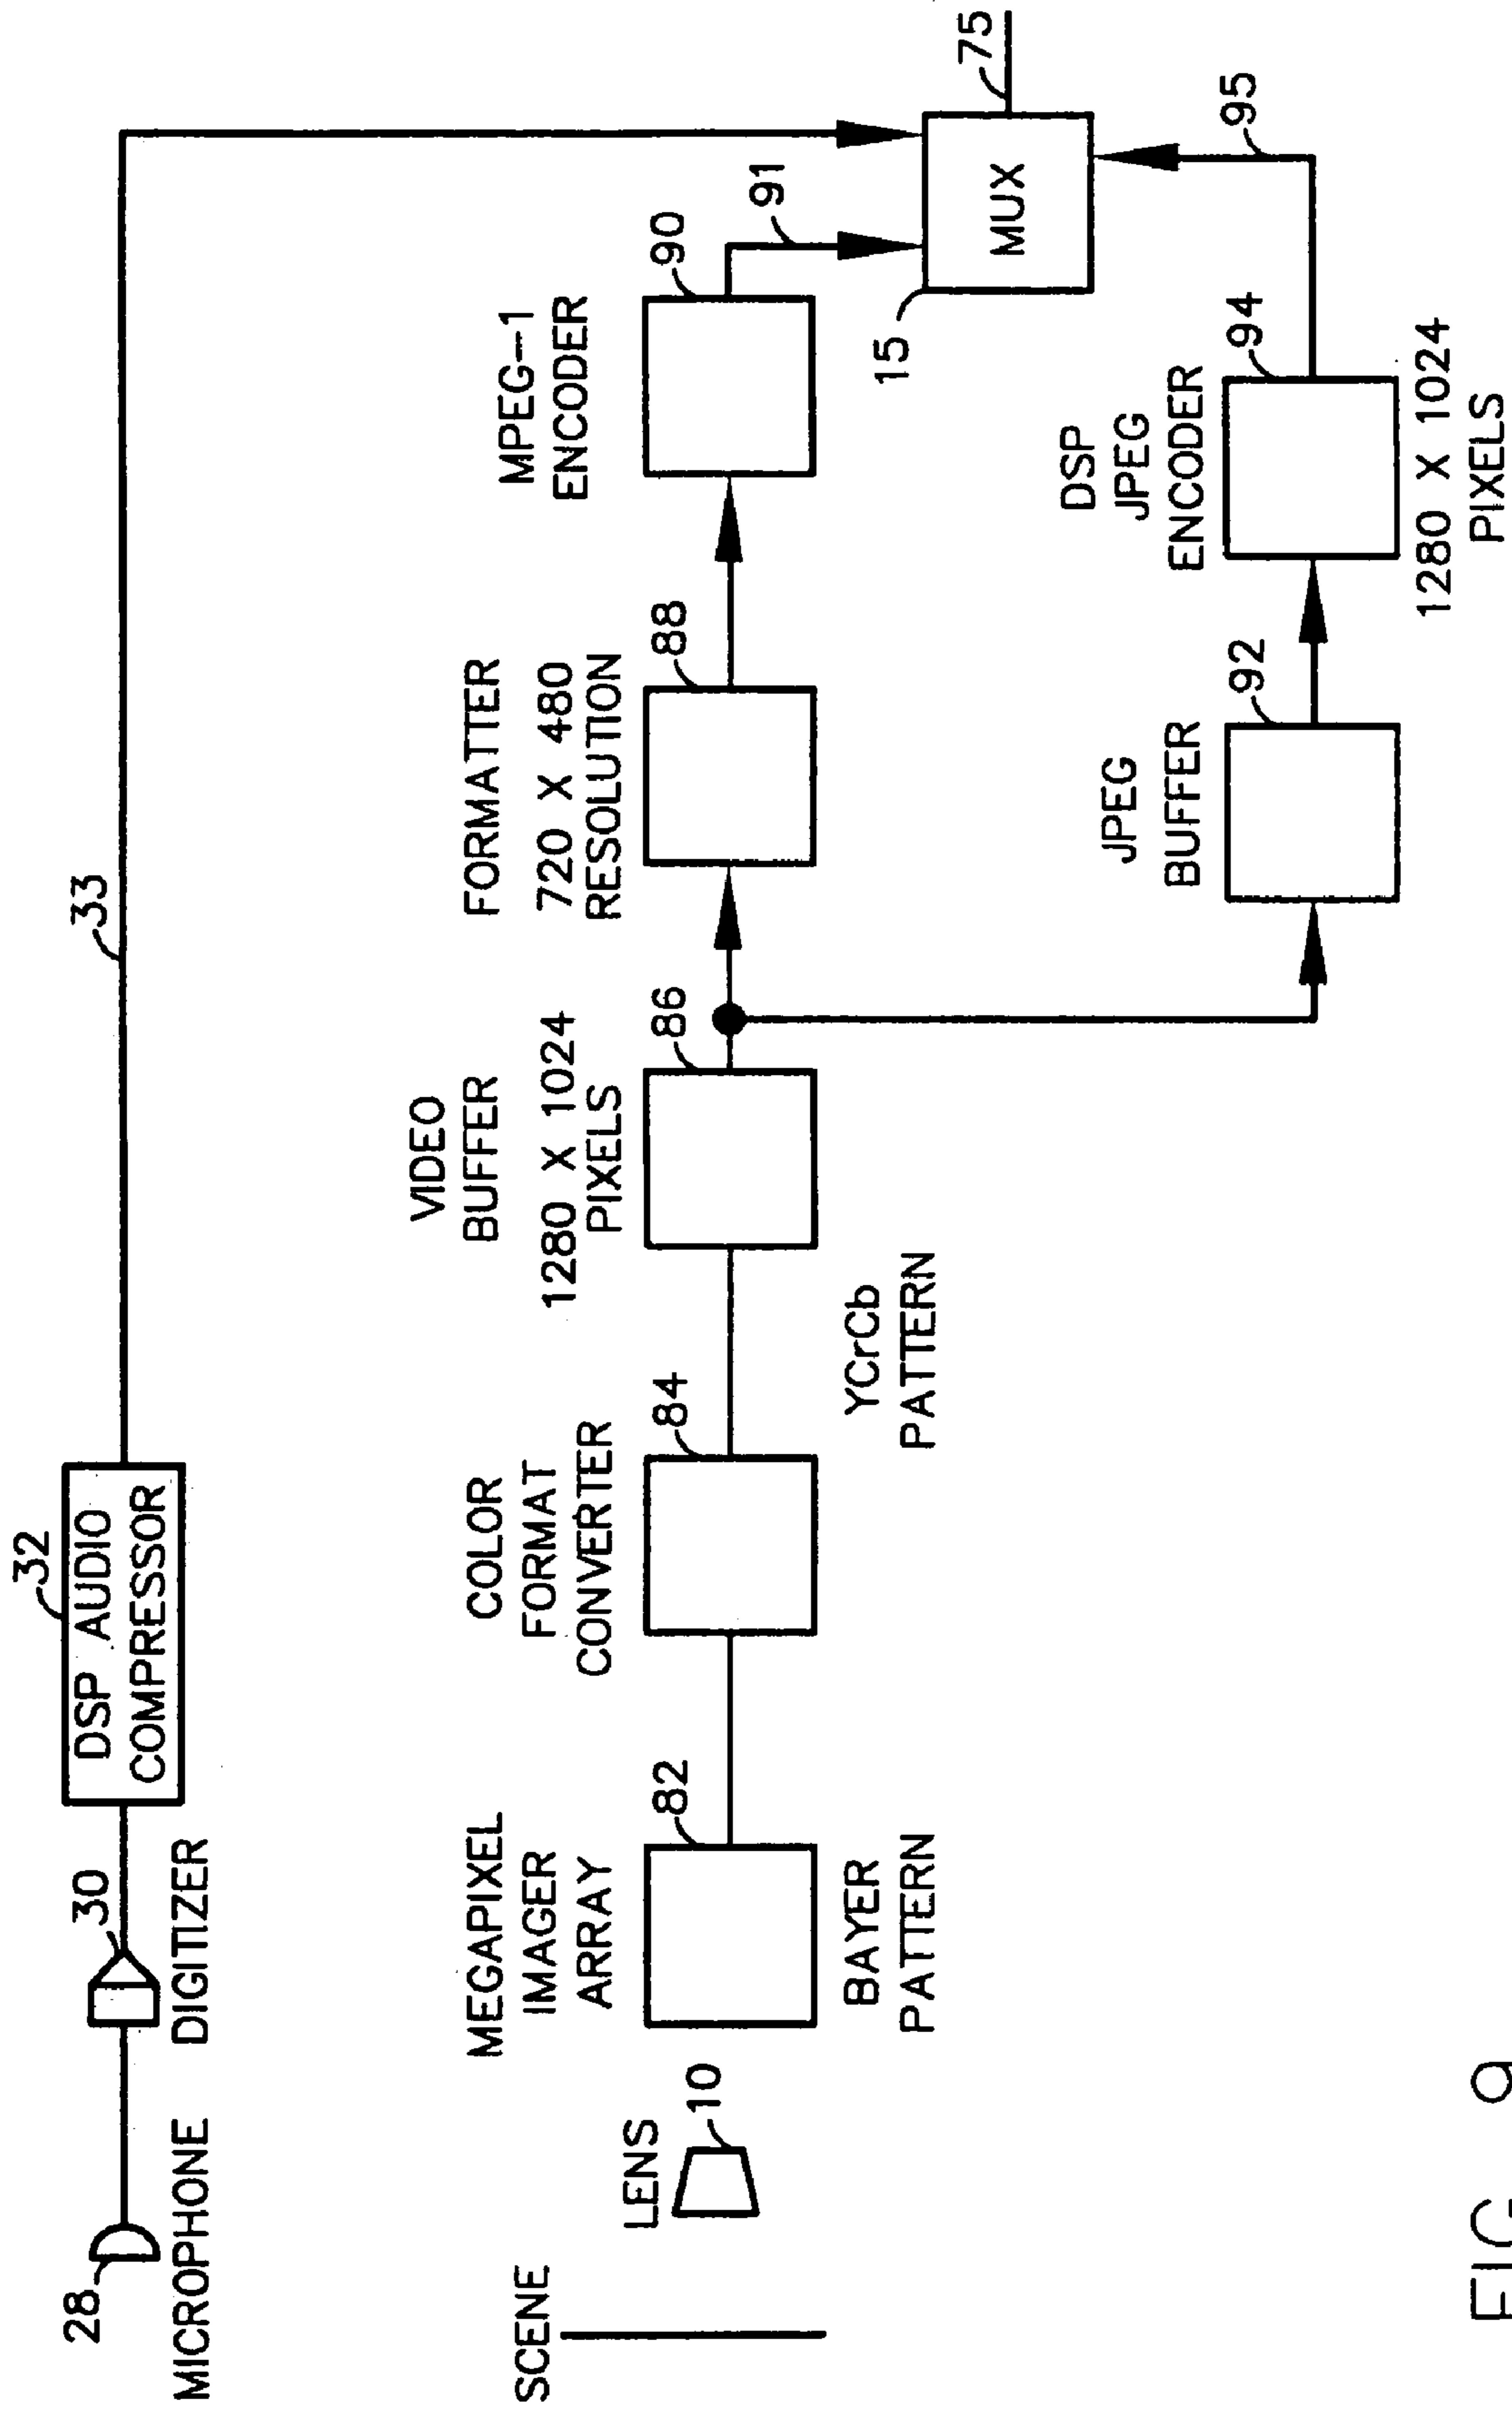 28
MICROPHONE
30
DIGITIZER
32
DSP AUDIO
COMPRESSOR
33
SCENE
LENS
10
MEGAPIXEL
IMAGER
ARRAY
82
BAYER
PATTERN
COLOR
FORMAT
CONVERTER
84
YCrCb
PATTERN
VIDEO
BUFFER
1280 X 1024
PIXELS
86
FORMATTER
720 X 480
RESOLUTION
88
MPEG-1
ENCODER
90
91
15
MUX
75
JPEG
BUFFER
92
DSP
JPEG
ENCODER
94
1280 X 1024
PIXELS
95
FIG. 9